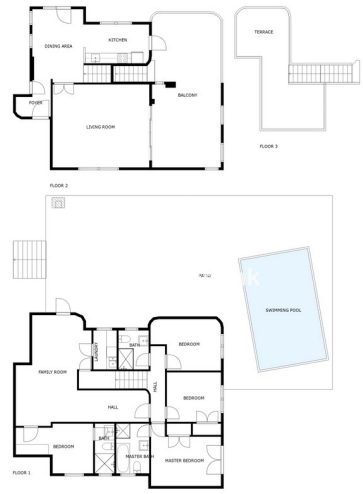 TERRACE
KITCHEN
DINING AREA
BALCONY
FOYER
LIVING ROOM
FLOOR 3
FLOOR 2
SWIMMING POOL
BATH
BEDROOM
LAUNDRY
FAMILY ROOM
HALL
BEDROOM
HALL
BATH
BEDROOM
MASTER BATH
MASTER BEDROOM
FLOOR 1